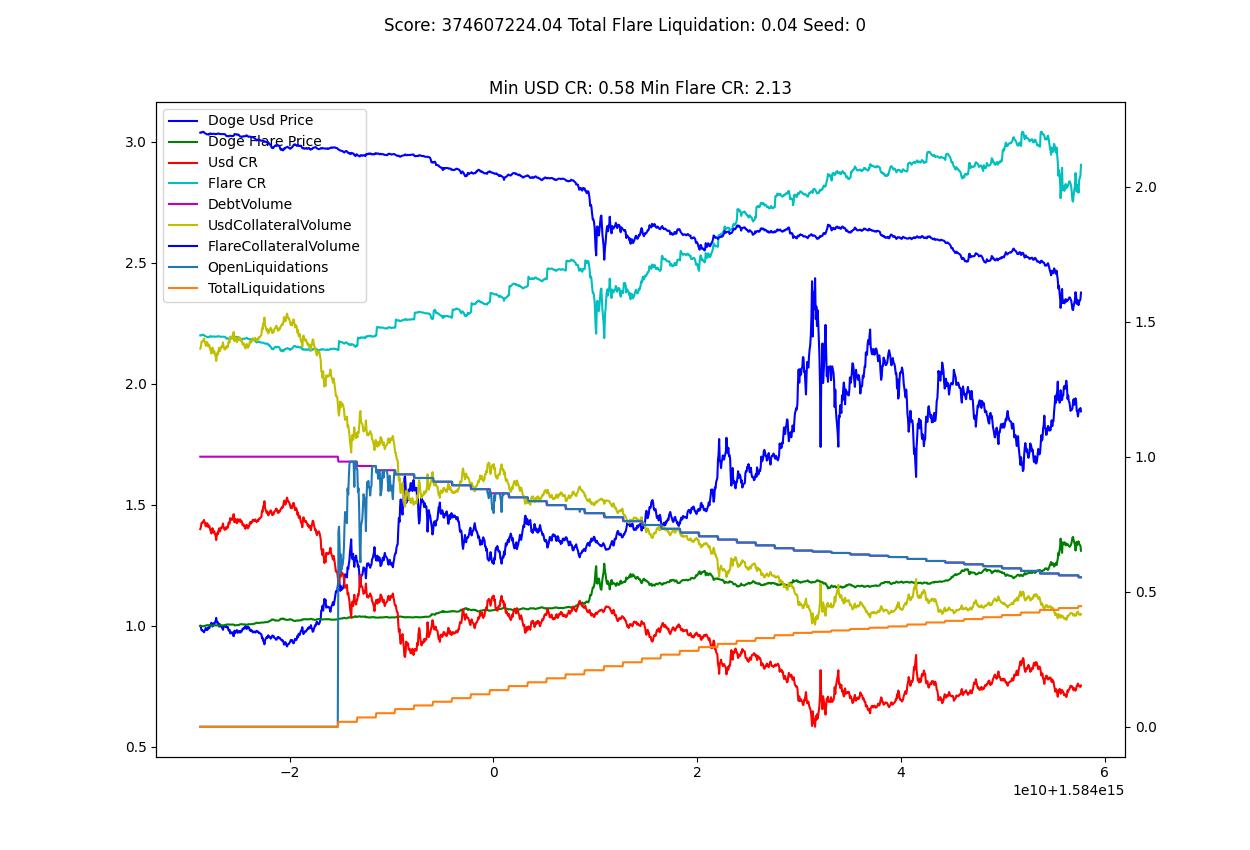 Score: 374607224.04 Total Flare Liquidation: 0.04 Seed: 0
Min USD CR: 0.58 Min Flare CR: 2.13
Doge Usd Price
Doge Flare Price
Usd CR
Flare CR
DebtVolume
UsdCollateralVolume
FlareCollateralVolume
OpenLiquidations
TotalLiquidations
3.0
2.5
2.0
1.5
1.0
0.5
2.0
1.5
1.0
0.5
0.0
−2
0
2
4
6
1e10+1.584e15